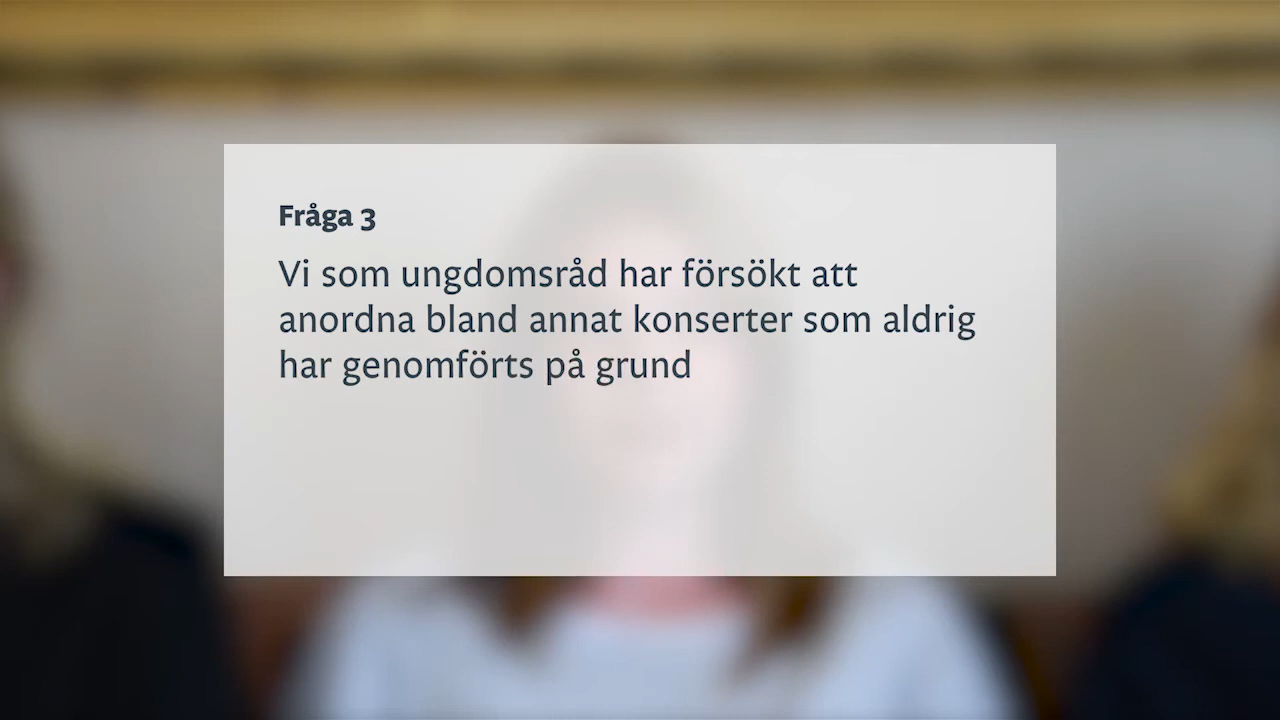 Fråga 3
Vi som ungdomsråd har försökt att
anordna bland annat konserter som aldrig
har genomförts på grund